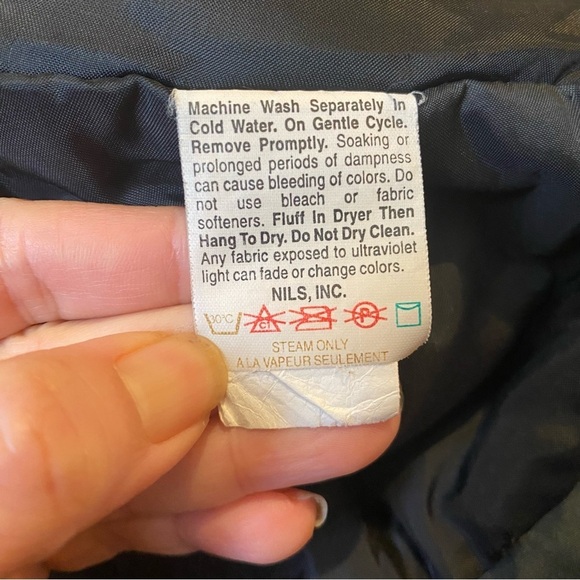 Machine Wash Separately In
Cold Water. On Gentle Cycle.
Remove Promptly. Soaking or
prolonged periods of dampness
can cause bleeding of colors. Do
not use bleach or fabric
softeners. Fluff In Dryer Then
Hang To Dry. Do Not Dry Clean.
Any fabric exposed to ultraviolet
light can fade or change colors.
NILS, INC.
30°C Cl P
STEAM ONLY
A LA VAPEUR SEULEMENT